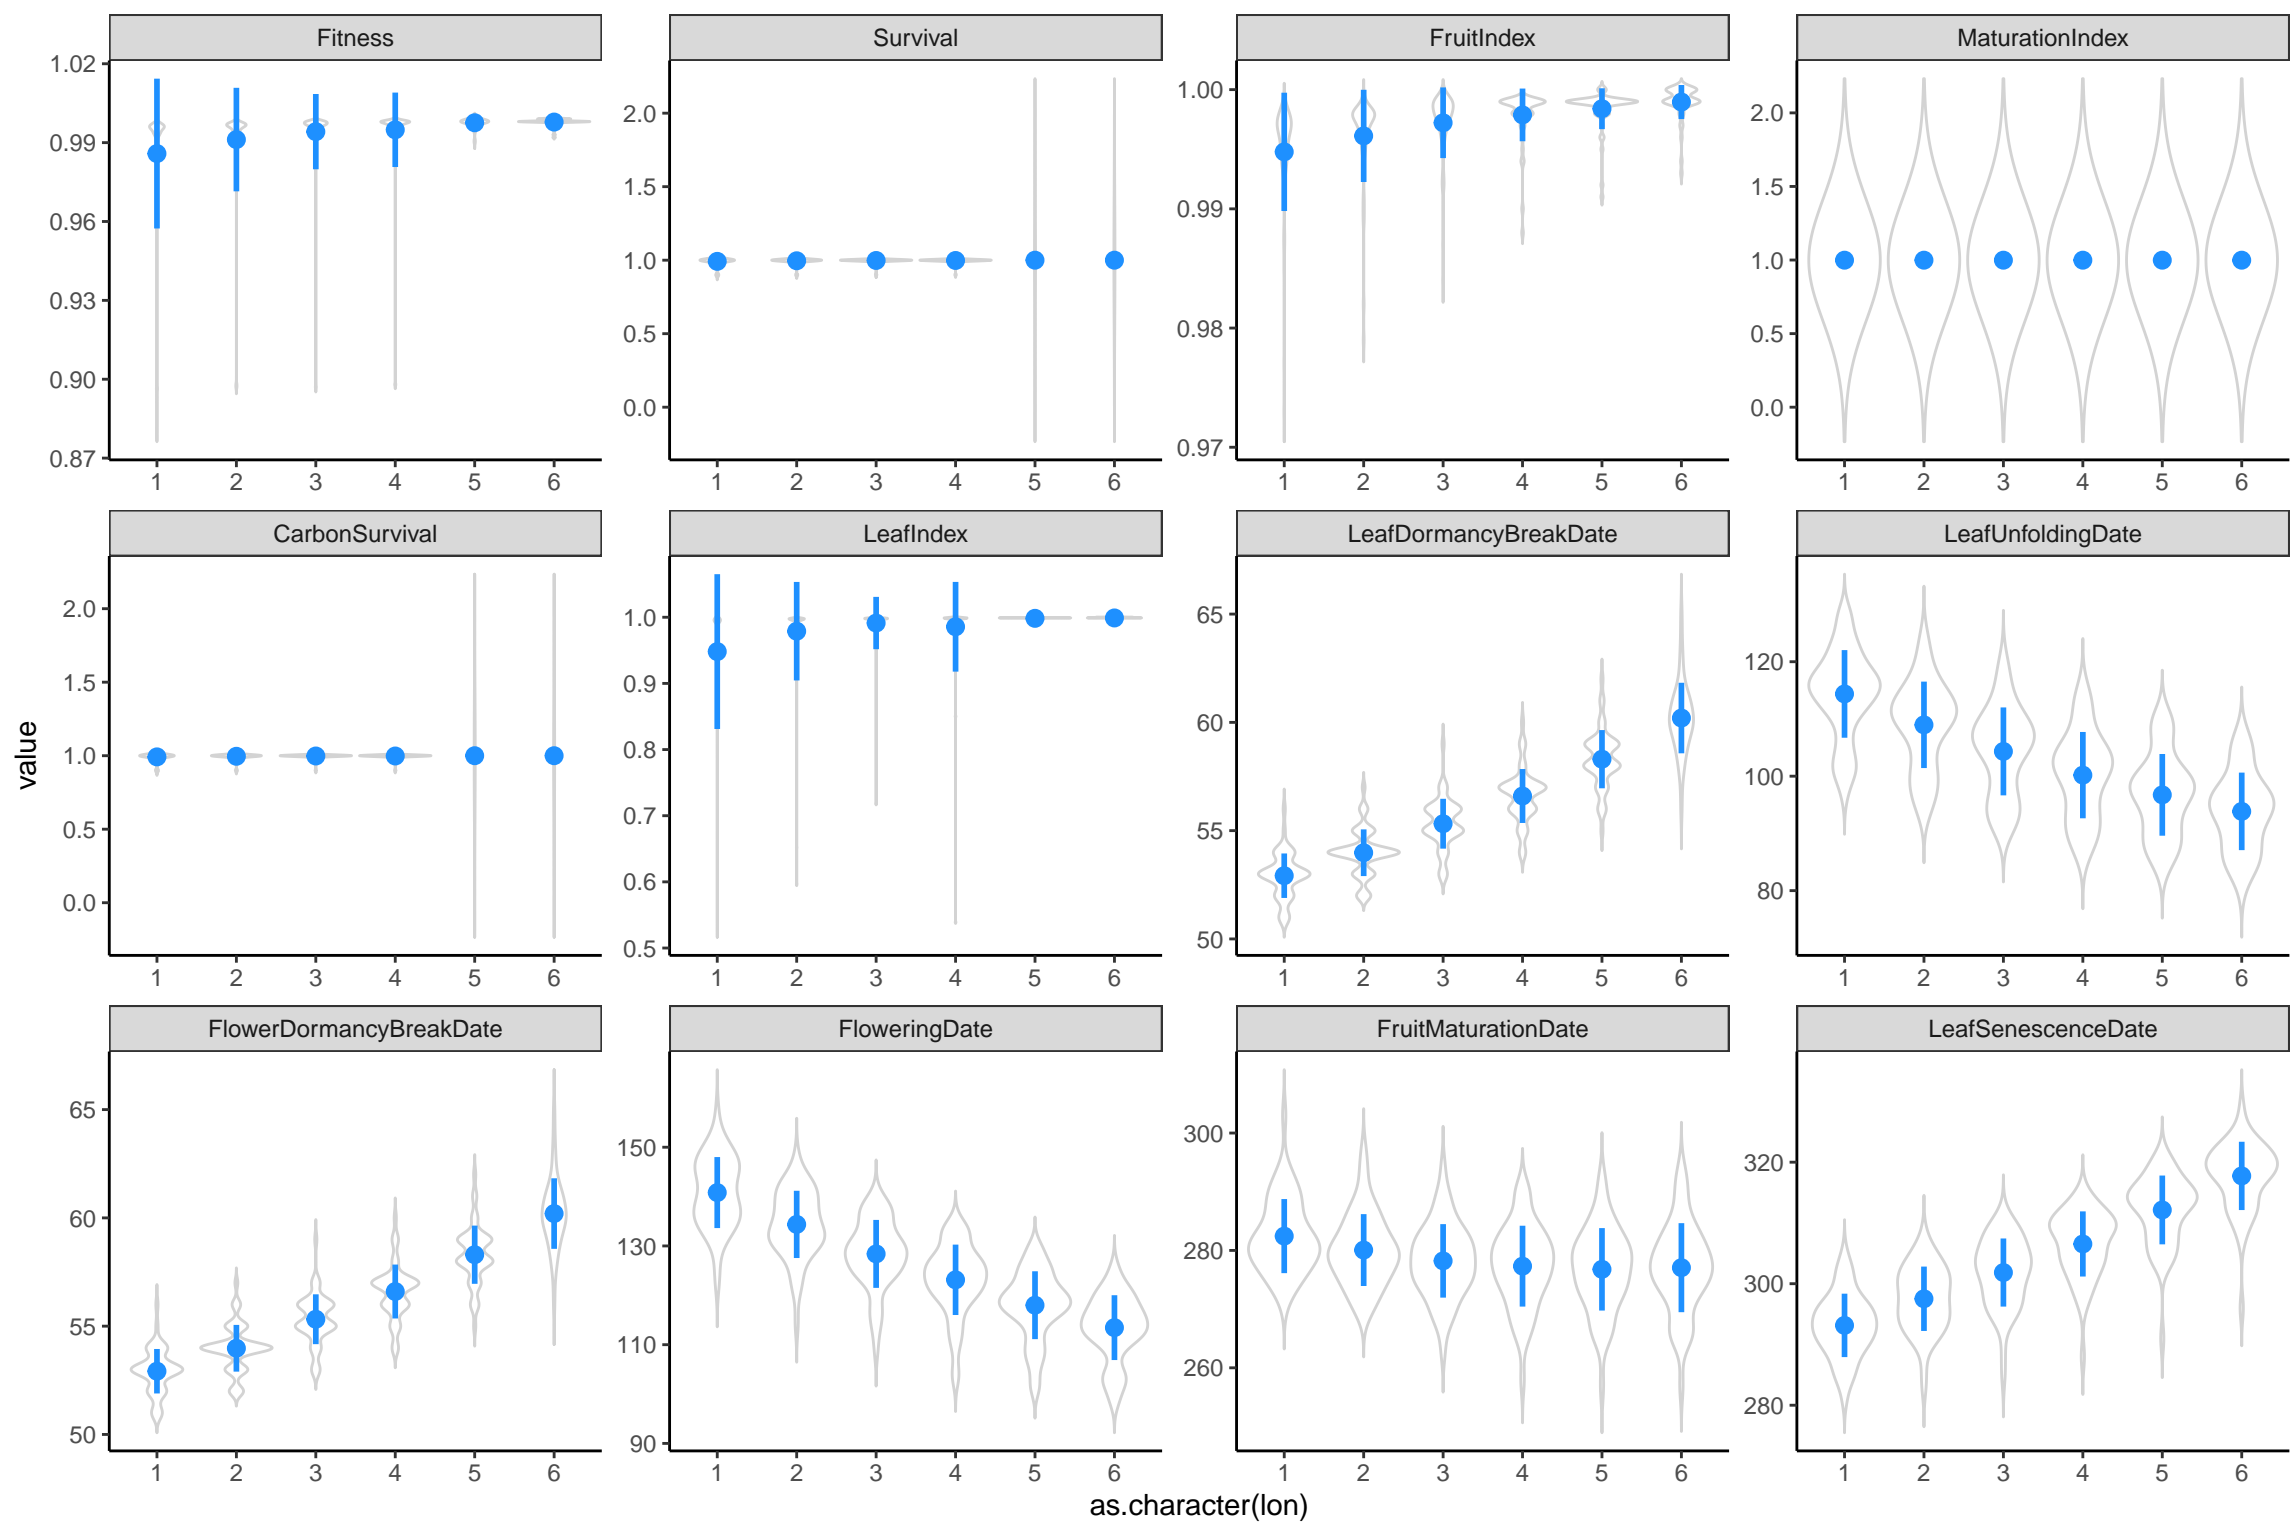 Fitness Survival FruitIndex MaturationIndex
1.02 0.99 0.96 0.93 0.90 0.87
2.0 1.5 1.0 0.5 0.0
1.00 0.99 0.98 0.97
2.0 1.5 1.0 0.5 0.0
1 2 3 4 5 6 1 2 3 4 5 6 1 2 3 4 5 6 1 2 3 4 5 6
CarbonSurvival LeafIndex LeafDormancyBreakDate LeafUnfoldingDate
value
2.0 1.5 1.0 0.5 0.0
1.0 0.9 0.8 0.7 0.6 0.5
65 60 55 50
120 100 80
1 2 3 4 5 6 1 2 3 4 5 6 1 2 3 4 5 6 1 2 3 4 5 6
FlowerDormancyBreakDate FloweringDate FruitMaturationDate LeafSenescenceDate
65 60 55 50
150 130 110 90
300 280 260
320 300 280
1 2 3 4 5 6 1 2 3 4 5 6 1 2 3 4 5 6 1 2 3 4 5 6
as.character(lon)